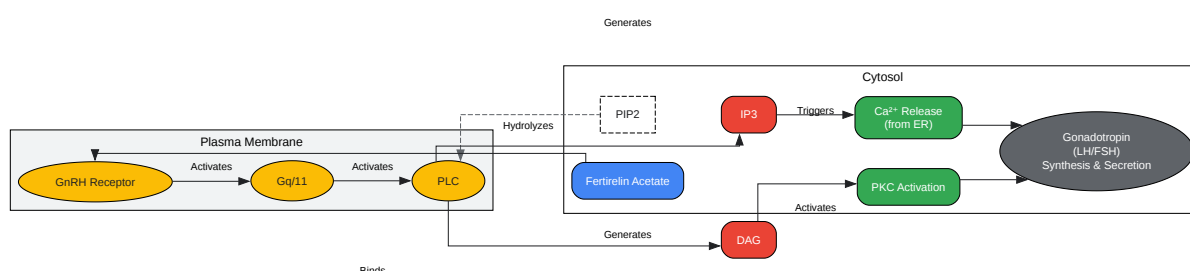 Generates
Cytosol
PIP2
IP3
Triggers
Ca²⁺ Release
(from ER)
Hydrolyzes
Plasma Membrane
Gonadotropin
(LH/FSH)
Synthesis & Secretion
GnRH Receptor
Activates
Gq/11
Activates
PLC
Fertirelin Acetate
PKC Activation
Activates
Generates
DAG
Binds